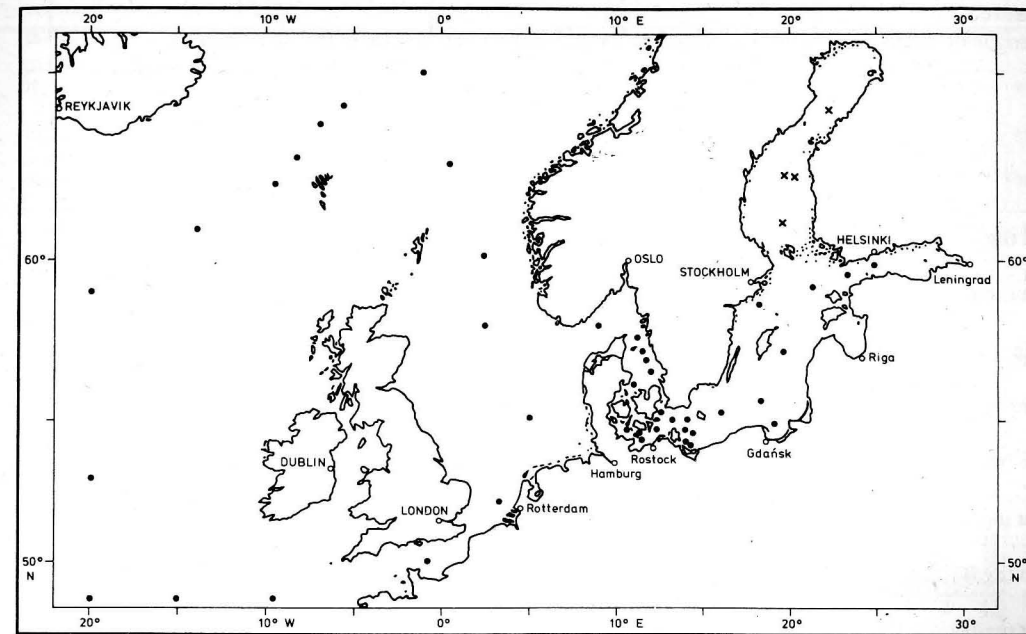 20° 10° W 0° 10° E 20° 30°
REYKJAVIK
HELSINKI
60° OSLO 60°
STOCKHOLM Leningrad
Riga
DUBLIN Gdańsk
Rostock
Hamburg
LONDON Rotterdam
50° 50°
N N
20° 10° W 0° 10° E 20° 30°